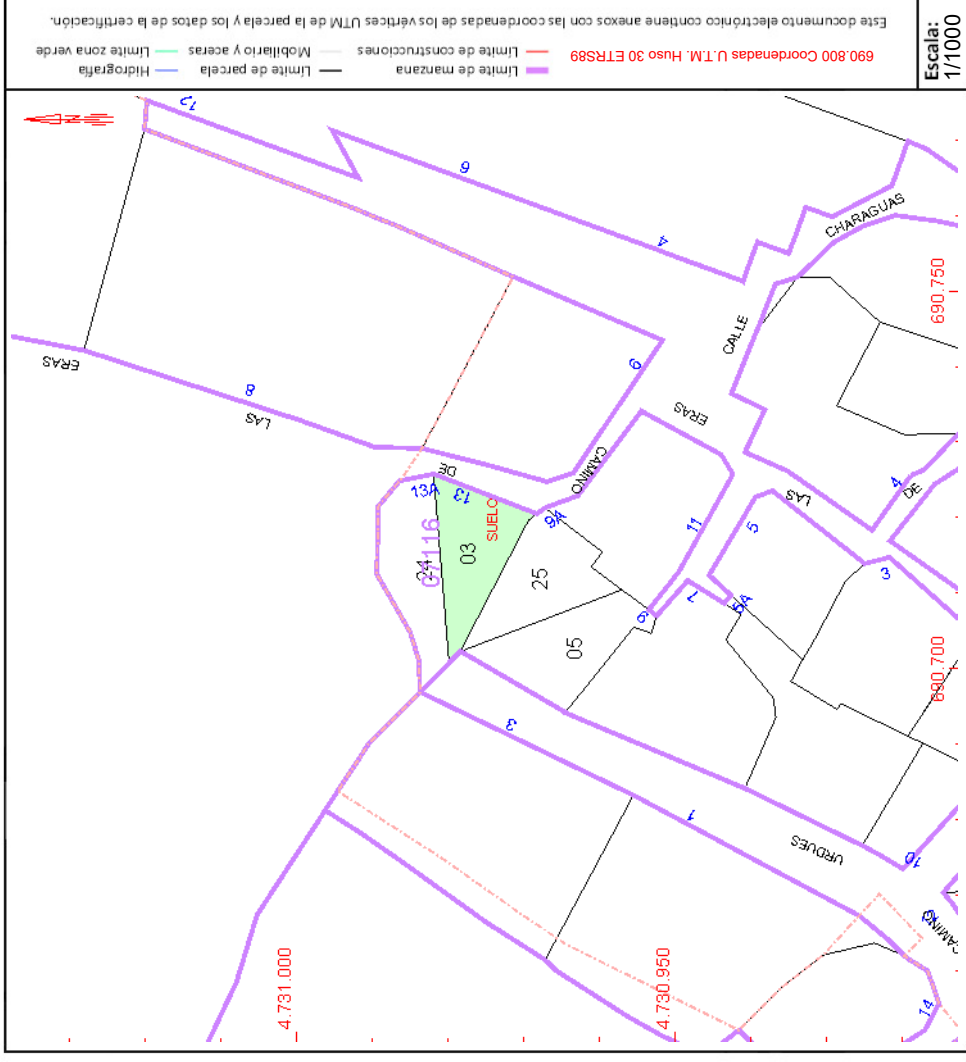 Este documento electrónico contiene anexos con las coordenadas de los vértices UTM de la parcela y los datos de la certificación.
690.800 Coordenadas U.T.M. Huso 30 ETRS89
Límite de manzana
Límite de construcciones
Límite de parcela
Mobiliario y aceras
Hidrografía
Límite zona verde
Escala:
1/1000
N
12
6
4
CHARAGUAS
690.750
CALLE
ERAS
8
LAS
9
ERAS
CAMINO
DE
13A
13
SUELO
07116
24
03
9A
25
05
11
5
LAS
4
DE
7
5A
9
3
690.700
3
1
URDUES
10
CAMINO
14
4.731.000
4.730.950